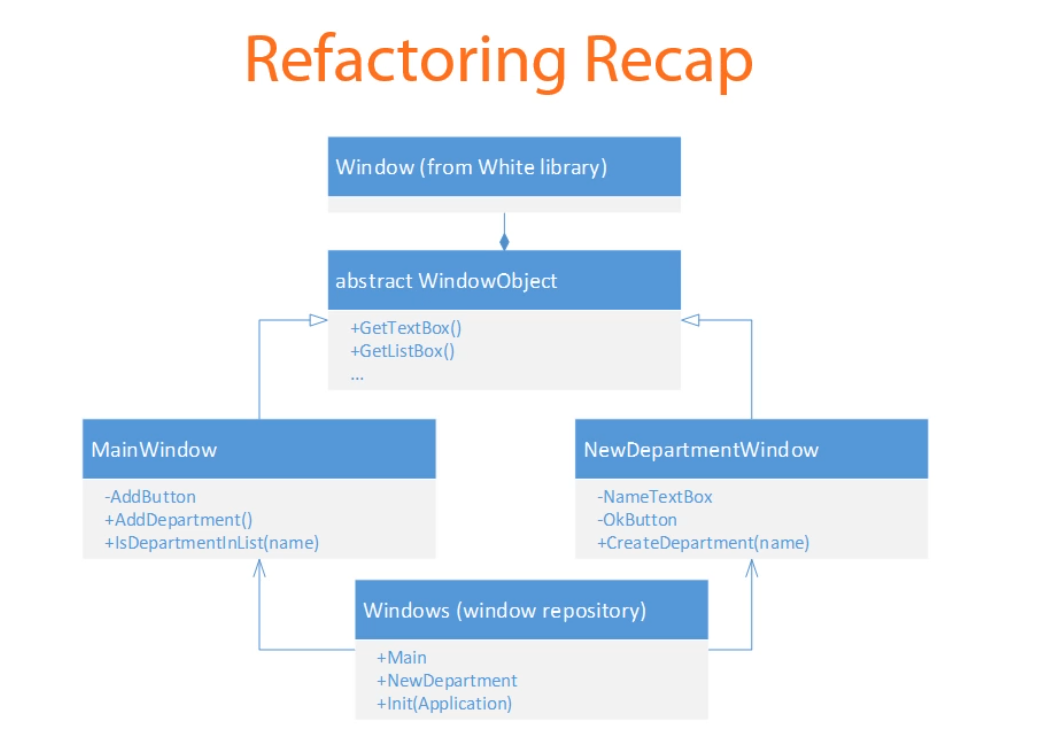 Refactoring Recap
Window (from White library)
abstract WindowObject
+GetTextBox()
+GetListBox()
...
MainWindow
-AddButton
+AddDepartment()
+IsDepartmentInList(name)
NewDepartmentWindow
-NameTextBox
-OkButton
+CreateDepartment(name)
Windows (window repository)
+Main
+NewDepartment
+Init(Application)